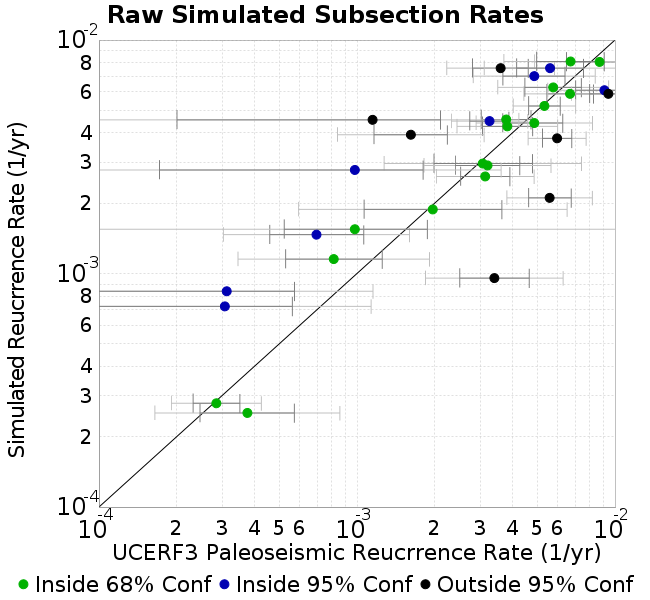 Raw Simulated Subsection Rates
10-2
8
6
4
3
2
10-3
8
6
4
3
2
10-4
Simulated Reucrrence Rate (1/yr)
10-4 2 3 4 5 6 10-3 2 3 4 5 6 10-2
UCERF3 Paleoseismic Reucrrence Rate (1/yr)
Inside 68% Conf Inside 95% Conf Outside 95% Conf